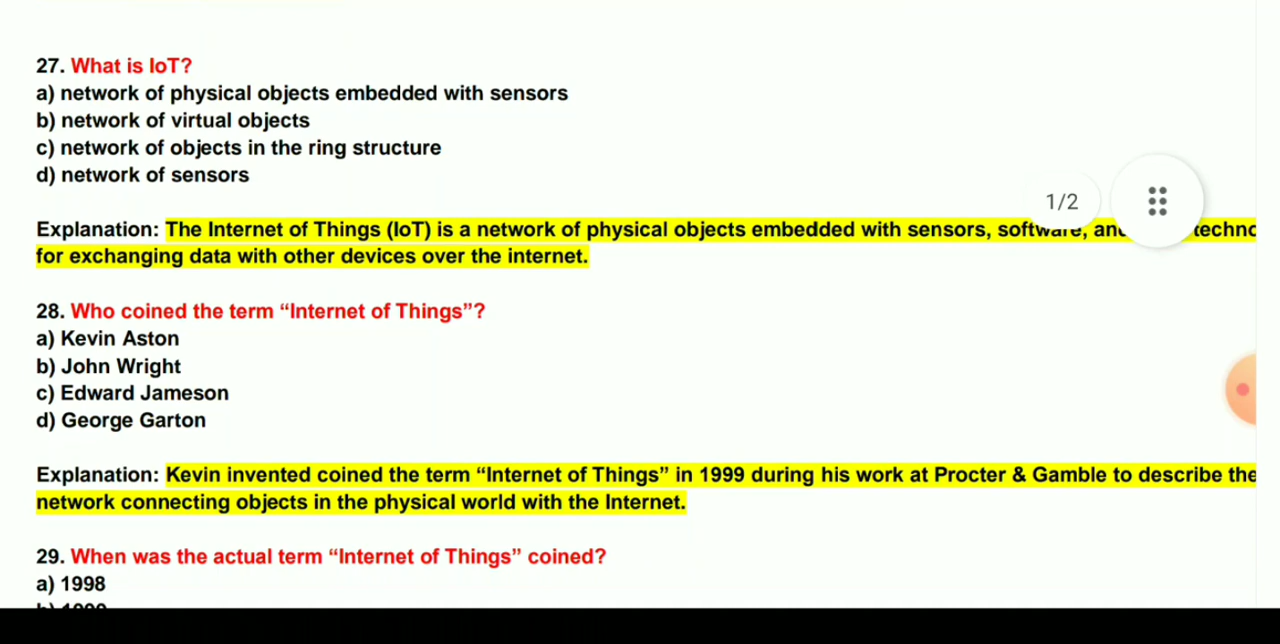 27. What is IoT?
a) network of physical objects embedded with sensors
b) network of virtual objects
c) network of objects in the ring structure
d) network of sensors
1/2
Explanation: The Internet of Things (IoT) is a network of physical objects embedded with sensors, software,
for exchanging data with other devices over the internet.
28. Who coined the term “Internet of Things”?
a) Kevin Aston
b) John Wright
c) Edward Jameson
d) George Garton
Explanation: Kevin invented coined the term “Internet of Things” in 1999 during his work at Procter & Gamble to describe the
network connecting objects in the physical world with the Internet.
29. When was the actual term “Internet of Things” coined?
a) 1998